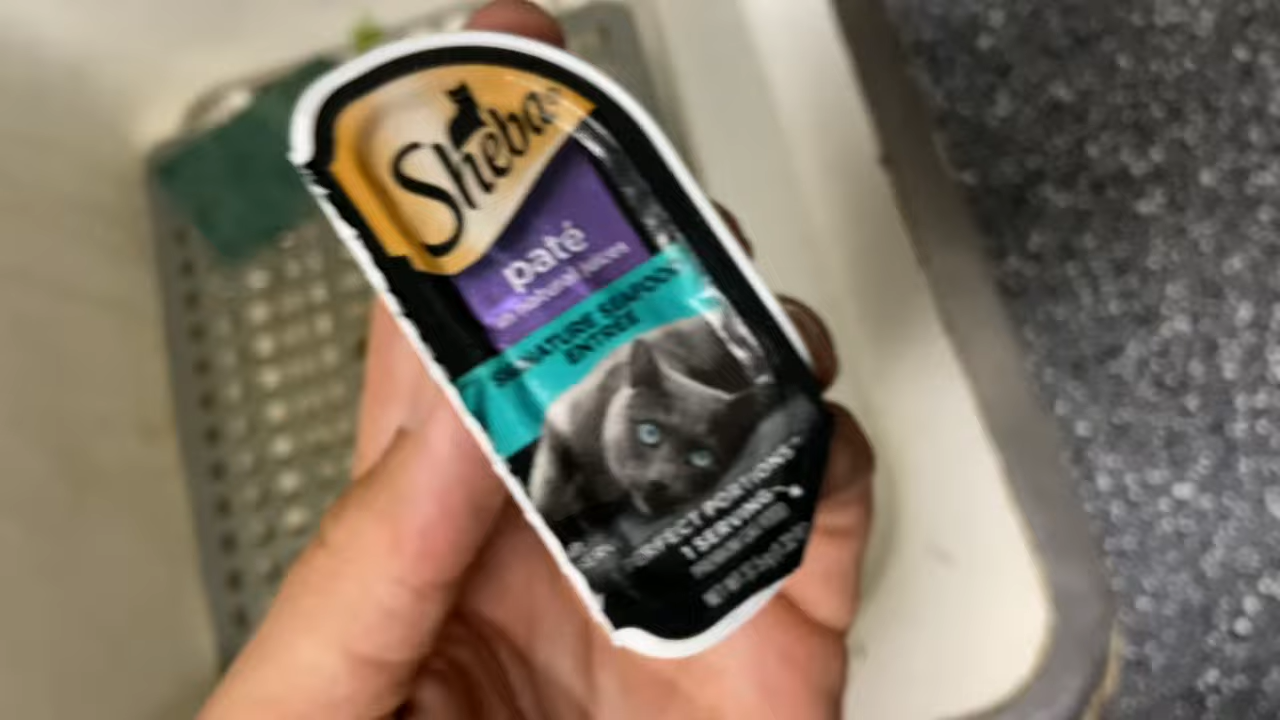 Sheba
paté
in natural juices
SIGNATURE SEAFOOD
ENTRÉE
PERFECT PORTIONS
1 SERVING